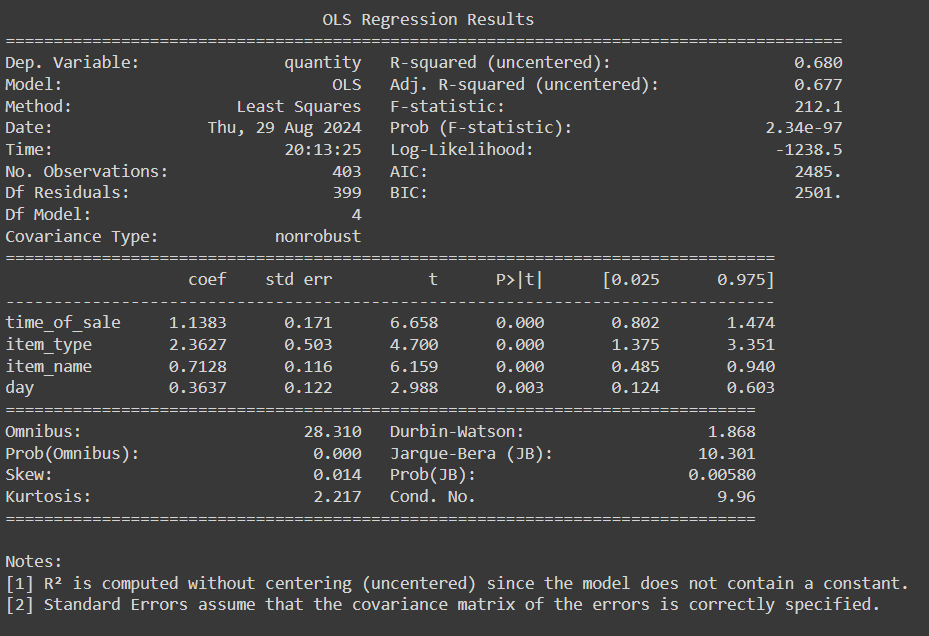 OLS Regression Results
==============================================================================
Dep. Variable: quantity R-squared (uncentered): 0.680
Model: OLS Adj. R-squared (uncentered): 0.677
Method: Least Squares F-statistic: 212.1
Date: Thu, 29 Aug 2024 Prob (F-statistic): 2.34e-97
Time: 20:13:25 Log-Likelihood: -1238.5
No. Observations: 403 AIC: 2485.
Df Residuals: 399 BIC: 2501.
Df Model: 4
Covariance Type: nonrobust
==============================================================================
coef std err t P>|t| [0.025 0.975]
------------------------------------------------------------------------------
time_of_sale 1.1383 0.171 6.658 0.000 0.802 1.474
item_type 2.3627 0.503 4.700 0.000 1.375 3.351
item_name 0.7128 0.116 6.159 0.000 0.485 0.940
day 0.3637 0.122 2.988 0.003 0.124 0.603
==============================================================================
Omnibus: 28.310 Durbin-Watson: 1.868
Prob(Omnibus): 0.000 Jarque-Bera (JB): 10.301
Skew: 0.014 Prob(JB): 0.00580
Kurtosis: 2.217 Cond. No. 9.96
==============================================================================
Notes:
[1] R² is computed without centering (uncentered) since the model does not contain a constant.
[2] Standard Errors assume that the covariance matrix of the errors is correctly specified.